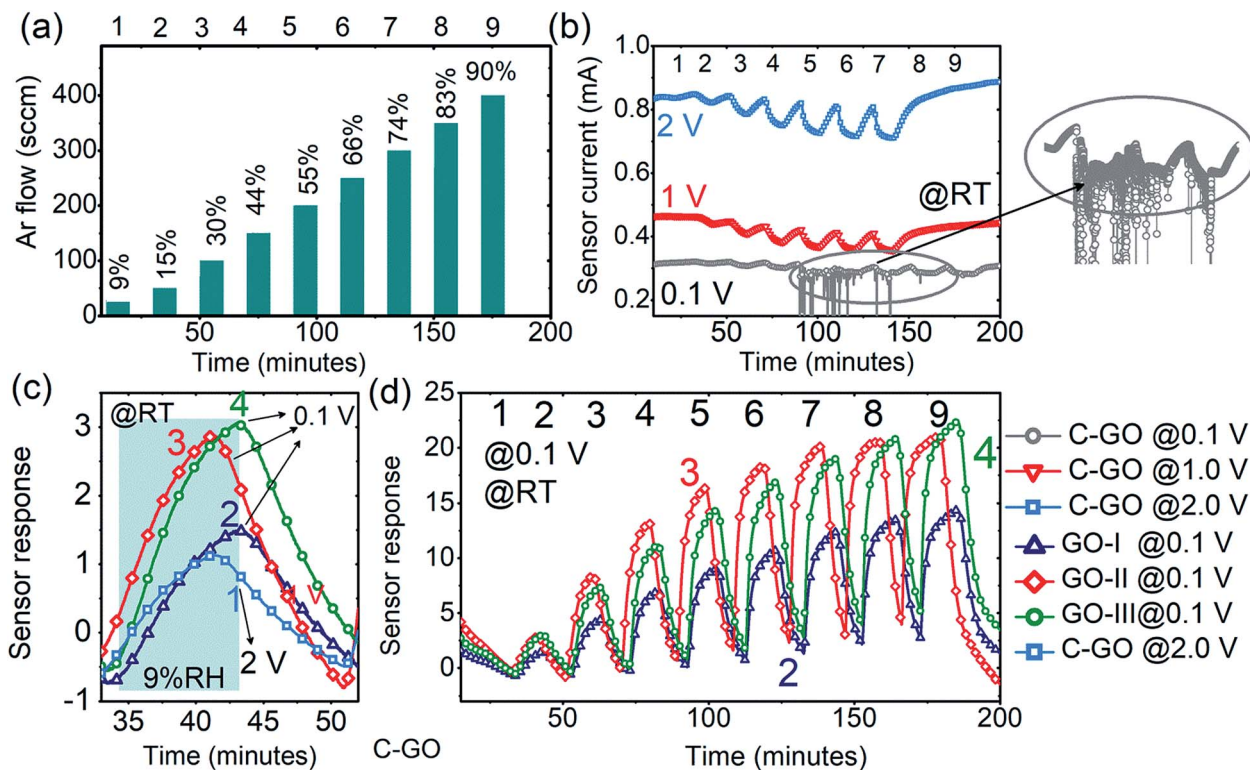 (a)
1 2 3 4 5 6 7 8 9
Ar flow (sccm)
400
300
200
100
0
9% 15% 30% 44% 55% 66% 74% 83% 90%
50 100 150 200
Time (minutes)
(b)
Sensor current (mA)
1.0
0.8
0.6
0.4
0.2
1 2 3 4 5 6 7 8 9
2 V
@RT
1 V
0.1 V
50 100 150 200
Time (minutes)
(c)
@RT
4
0.1 V
3
2
1
V
2 V
9%RH
Sensor response
3
2
1
0
-1
35 40 45 50
Time (minutes)
C-GO
(d)
Sensor response
25
20
15
10
5
0
1 2 3 4 5 6 7 8 9
@0.1 V
@RT
3
4
2
50 100 150 200
Time (minutes)
C-GO @0.1 V
C-GO @1.0 V
C-GO @2.0 V
GO-I @0.1 V
GO-II @0.1 V
GO-III@0.1 V
C-GO @2.0 V